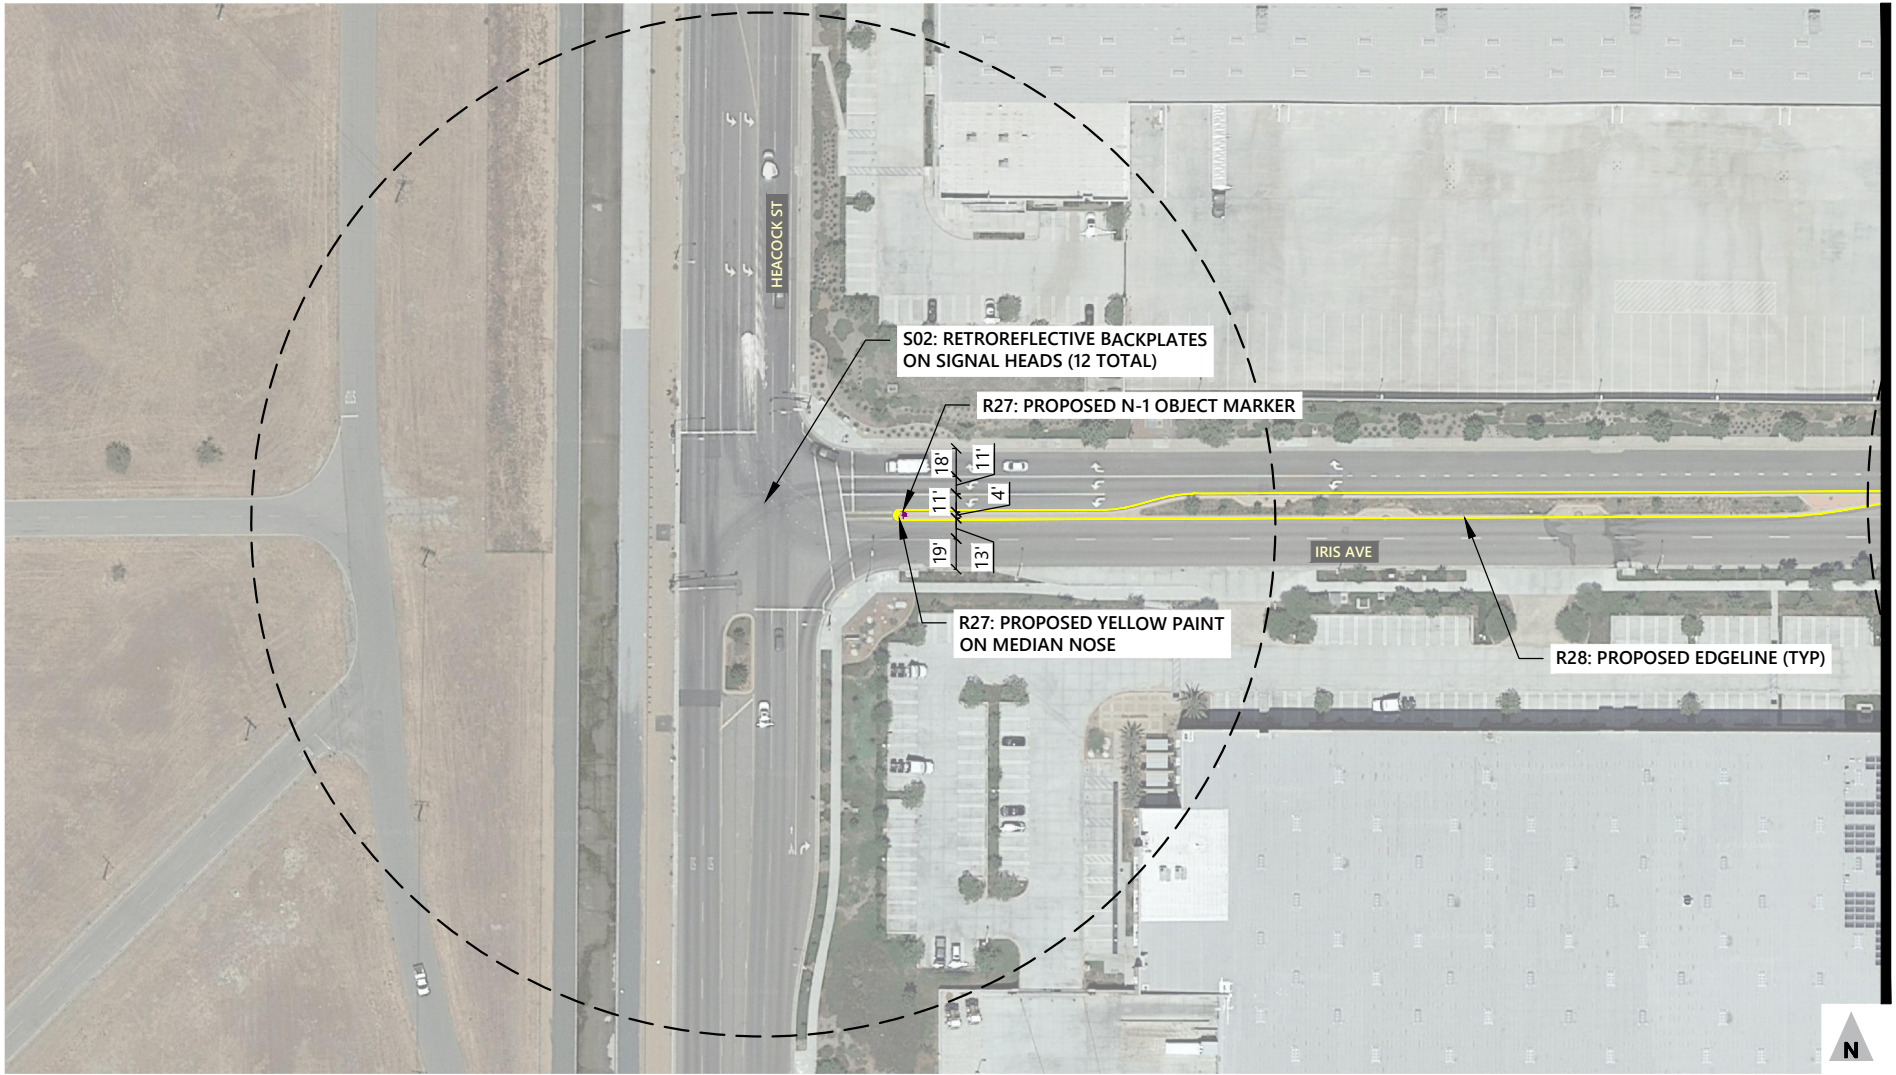 HEACOCK ST
S02: RETROREFLECTIVE BACKPLATES
ON SIGNAL HEADS (12 TOTAL)
R27: PROPOSED N-1 OBJECT MARKER
18'
11'
11'
4'
19'
13'
IRIS AVE
R27: PROPOSED YELLOW PAINT
ON MEDIAN NOSE
R28: PROPOSED EDGELINE (TYP)
N